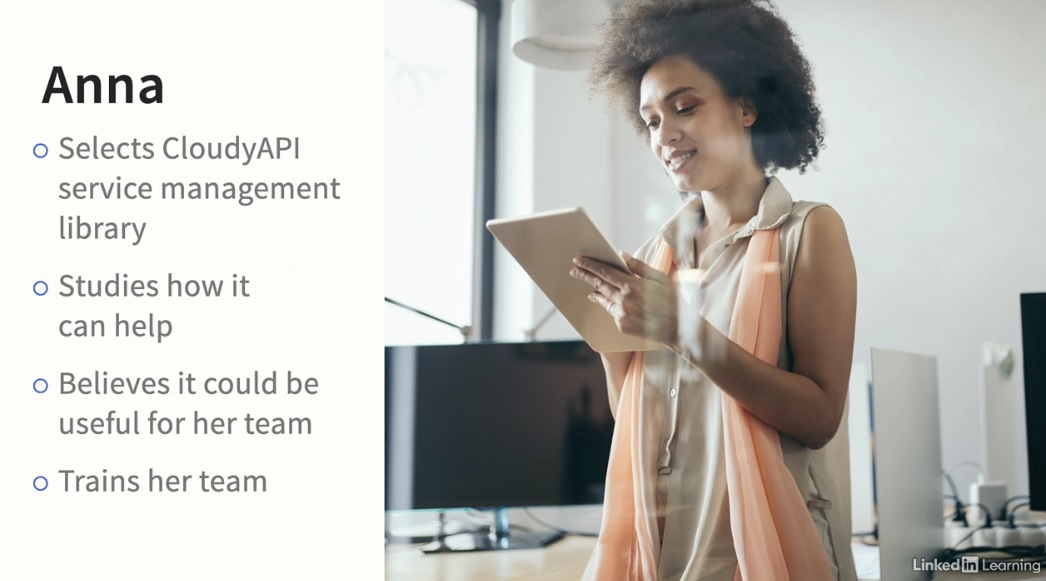 Anna
Selects CloudyAPI
service management
library
Studies how it
can help
Believes it could be
useful for her team
Trains her team
LinkedIn Learning